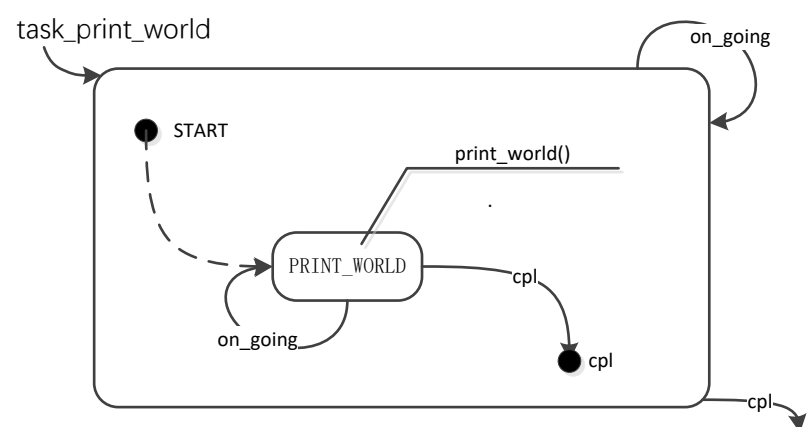 task_print_world
on_going
START
print_world()
.
PRINT_WORLD
cpl
on_going
cpl
cpl